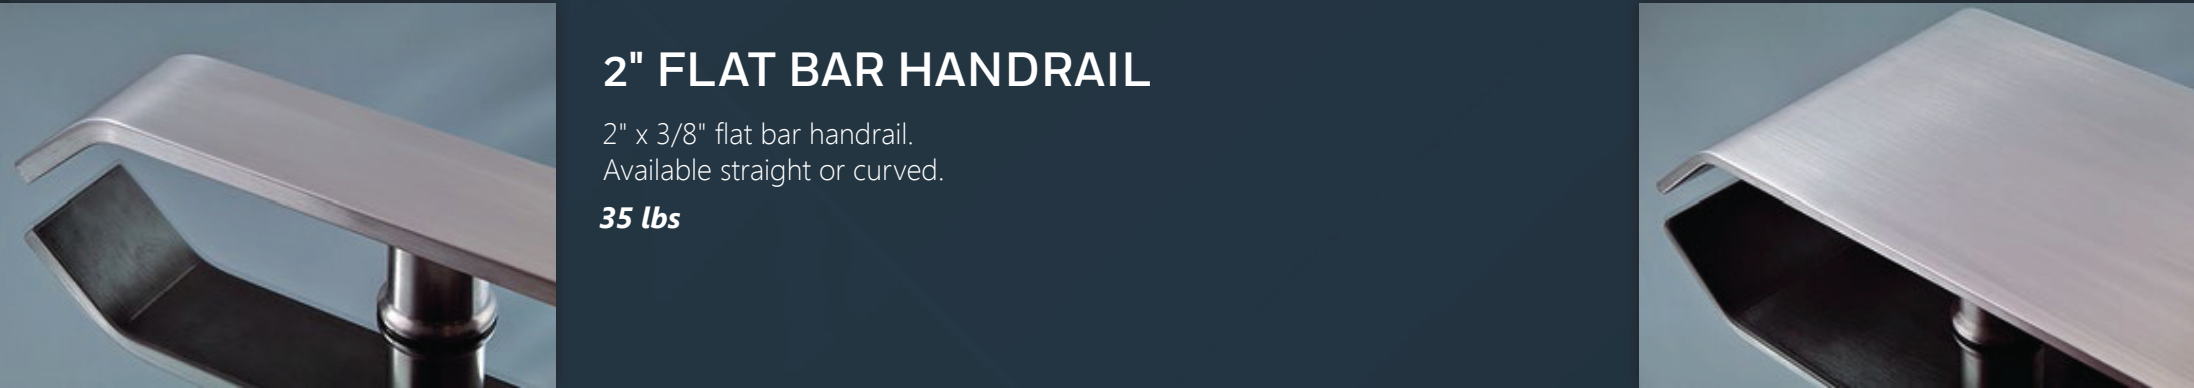 2" FLAT BAR HANDRAIL
2" x 3/8" flat bar handrail.
Available straight or curved.
35 lbs